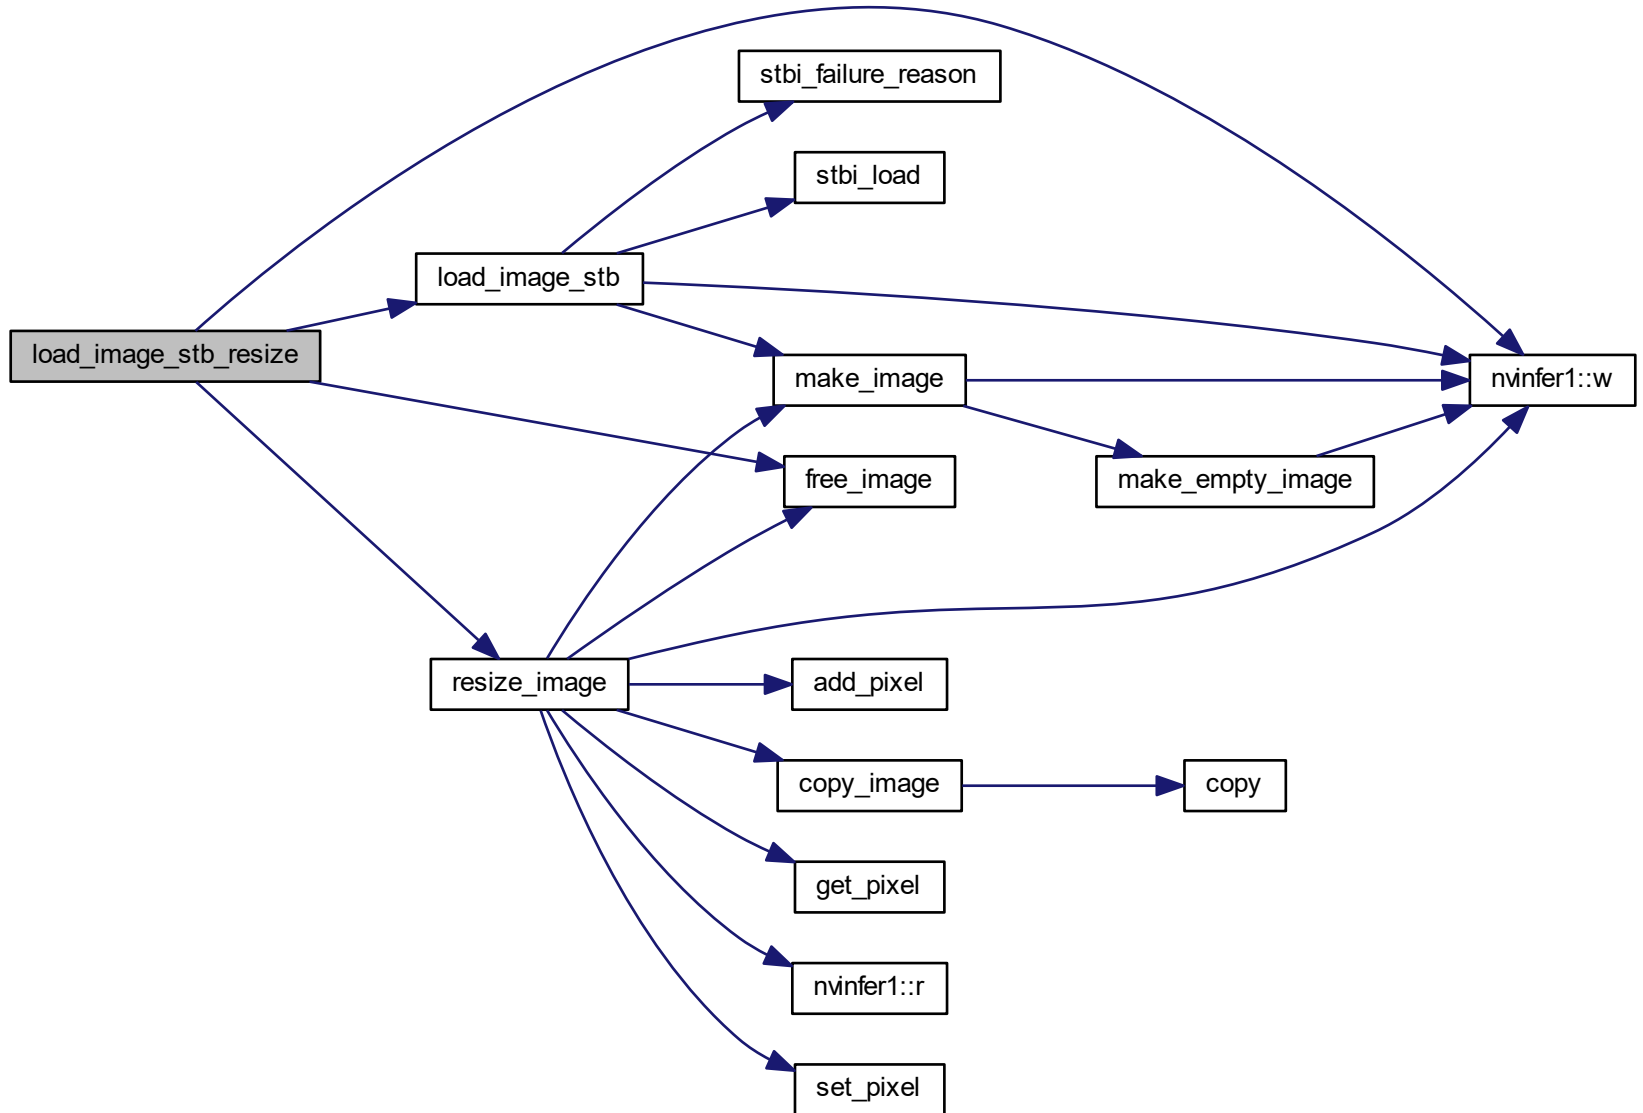 stbi_failure_reason
stbi_load
load_image_stb
load_image_stb_resize
make_image
nvinfer1::w
free_image
make_empty_image
resize_image
add_pixel
copy_image
copy
get_pixel
nvinfer1::r
set_pixel